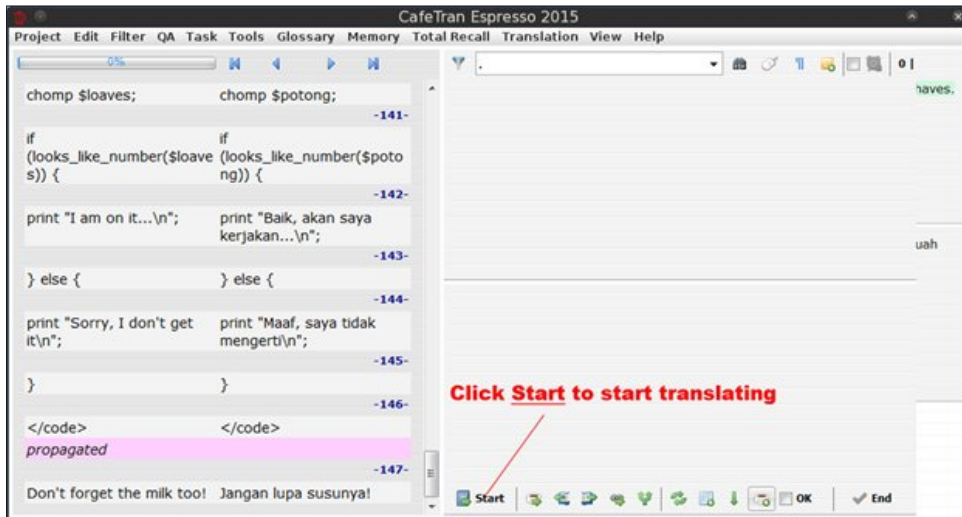 CafeTran Espresso 2015
Project Edit Filter QA Task Tools Glossary Memory Total Recall Translation View Help
0%
.
0 |
haves.
chomp $loaves; chomp $potong;
-141-
if if
(looks_like_number($loave (looks_like_number($poto
s)) { ng)) {
-142-
print "I am on it...\n"; print "Baik, akan saya
kerjakan...\n";
-143-
uah
} else { } else {
-144-
print "Sorry, I don't get print "Maaf, saya tidak
it\n"; mengerti\n";
-145-
} }
-146-
Click Start to start translating
</code> </code>
propagated
-147-
Don't forget the milk too! Jangan lupa susunya!
Start OK End